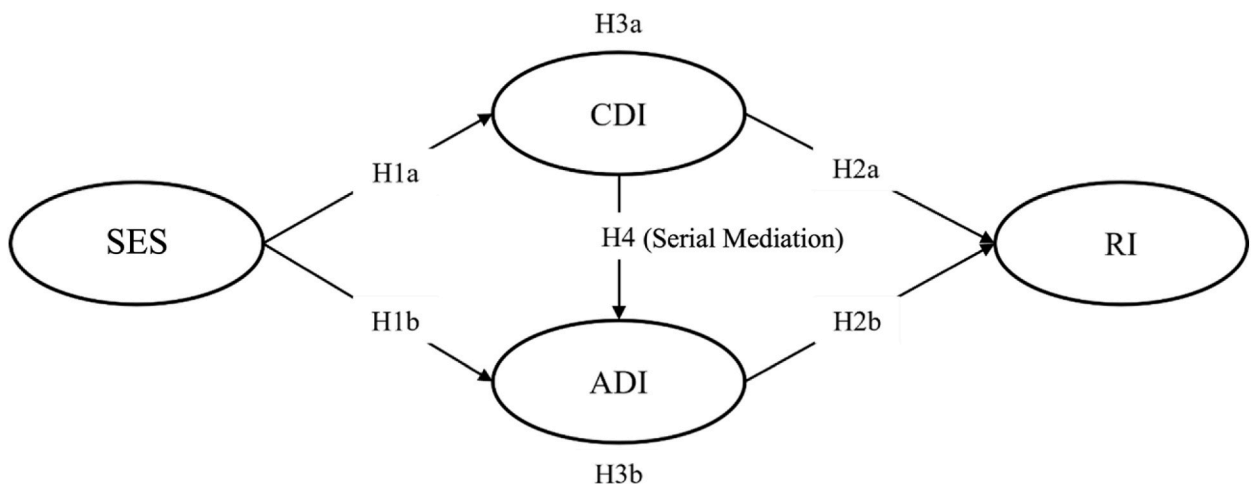 H3a
CDI
H1a
H2a
SES
H4 (Serial Mediation)
RI
H1b
H2b
ADI
H3b